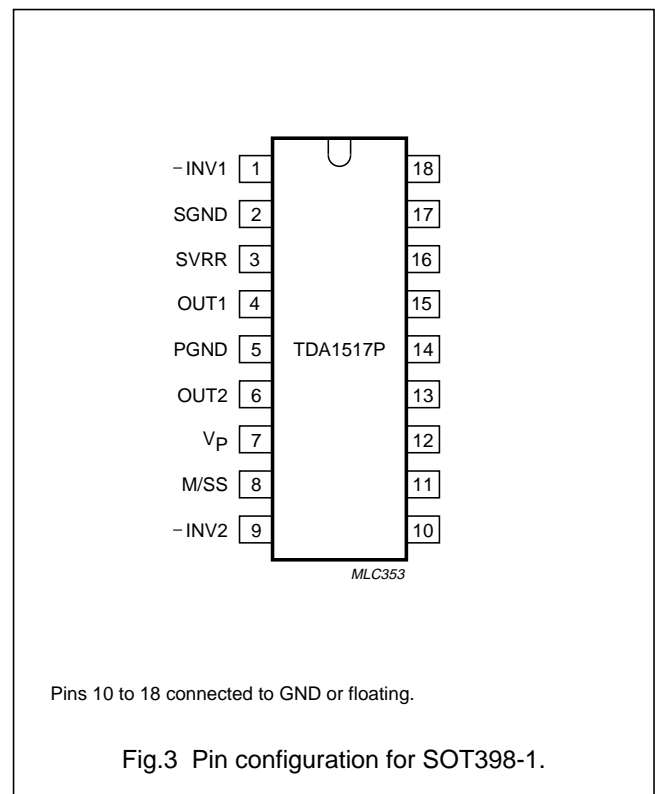 −INV1 1 18
SGND 2 17
SVRR 3 16
OUT1 4 15
PGND 5 TDA1517P 14
OUT2 6 13
VP 7 12
M/SS 8 11
−INV2 9 10
MLC353
Pins 10 to 18 connected to GND or floating.
Fig.3 Pin configuration for SOT398-1.